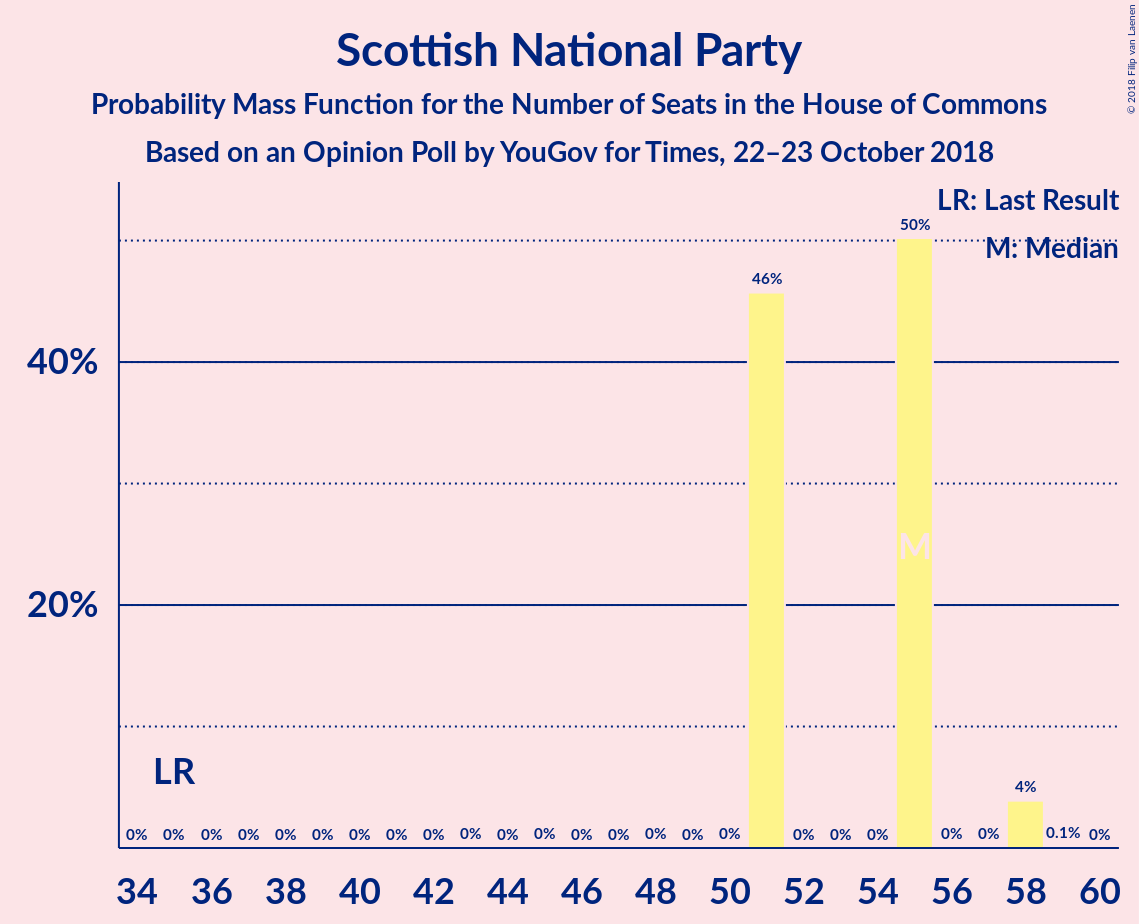 Scottish National Party
Probability Mass Function for the Number of Seats in the House of Commons
Based on an Opinion Poll by YouGov for Times, 22–23 October 2018
© 2018 Filip van Laenen
LR: Last Result
M: Median
50%
46%
40%
M
20%
LR
4%
0% 0% 0% 0% 0% 0% 0% 0% 0% 0% 0% 0% 0% 0% 0% 0% 0% 0% 0% 0% 0% 0% 0.1% 0%
34 36 38 40 42 44 46 48 50 52 54 56 58 60